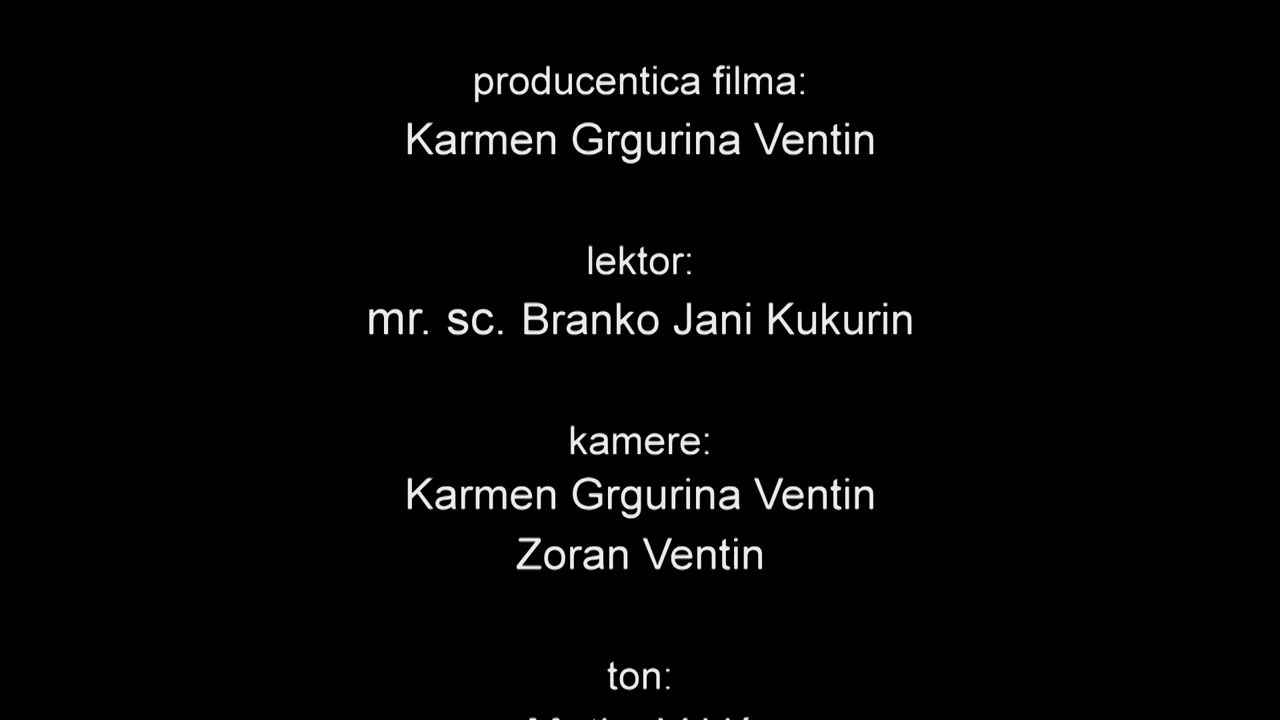 producentica filma:
Karmen Grgurina Ventin
lektor:
mr. sc. Branko Jani Kukurin
kamere:
Karmen Grgurina Ventin
Zoran Ventin
ton: